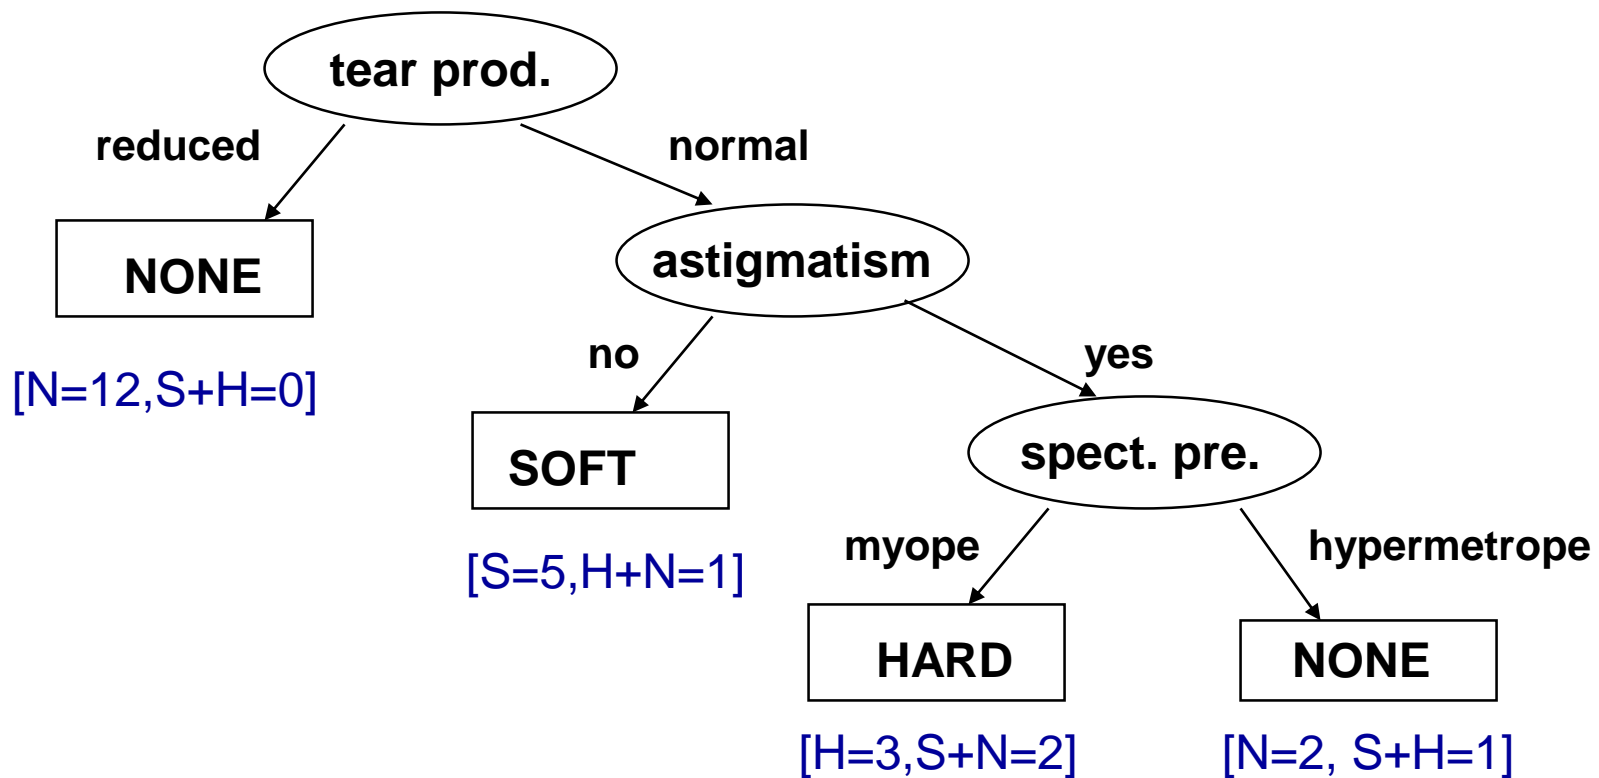 tear prod.
reduced
normal
NONE
astigmatism
[N=12,S+H=0]
no
yes
SOFT
spect. pre.
[S=5,H+N=1]
myope
hypermetrope
HARD
NONE
[H=3,S+N=2]
[N=2, S+H=1]